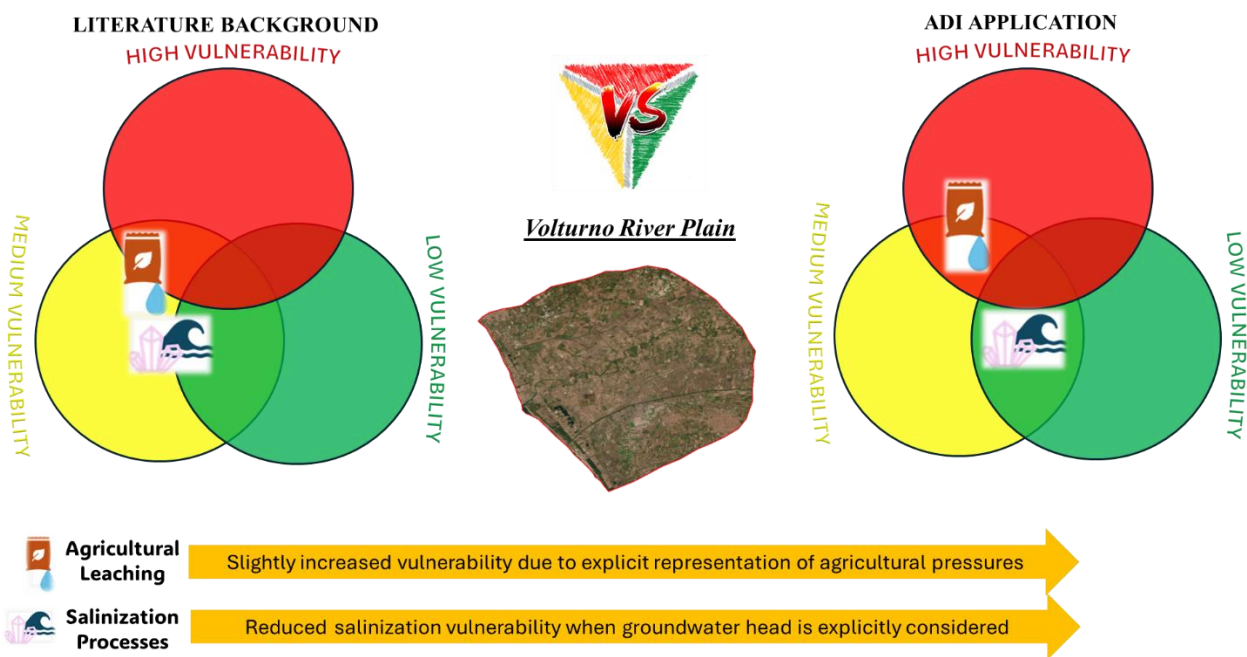 LITERATURE BACKGROUND
HIGH VULNERABILITY
MEDIUM VULNERABILITY
LOW VULNERABILITY
VS
Volturno River Plain
ADI APPLICATION
HIGH VULNERABILITY
MEDIUM VULNERABILITY
LOW VULNERABILITY
Agricultural
Leaching
Slightly increased vulnerability due to explicit representation of agricultural pressures
Salinization
Processes
Reduced salinization vulnerability when groundwater head is explicitly considered